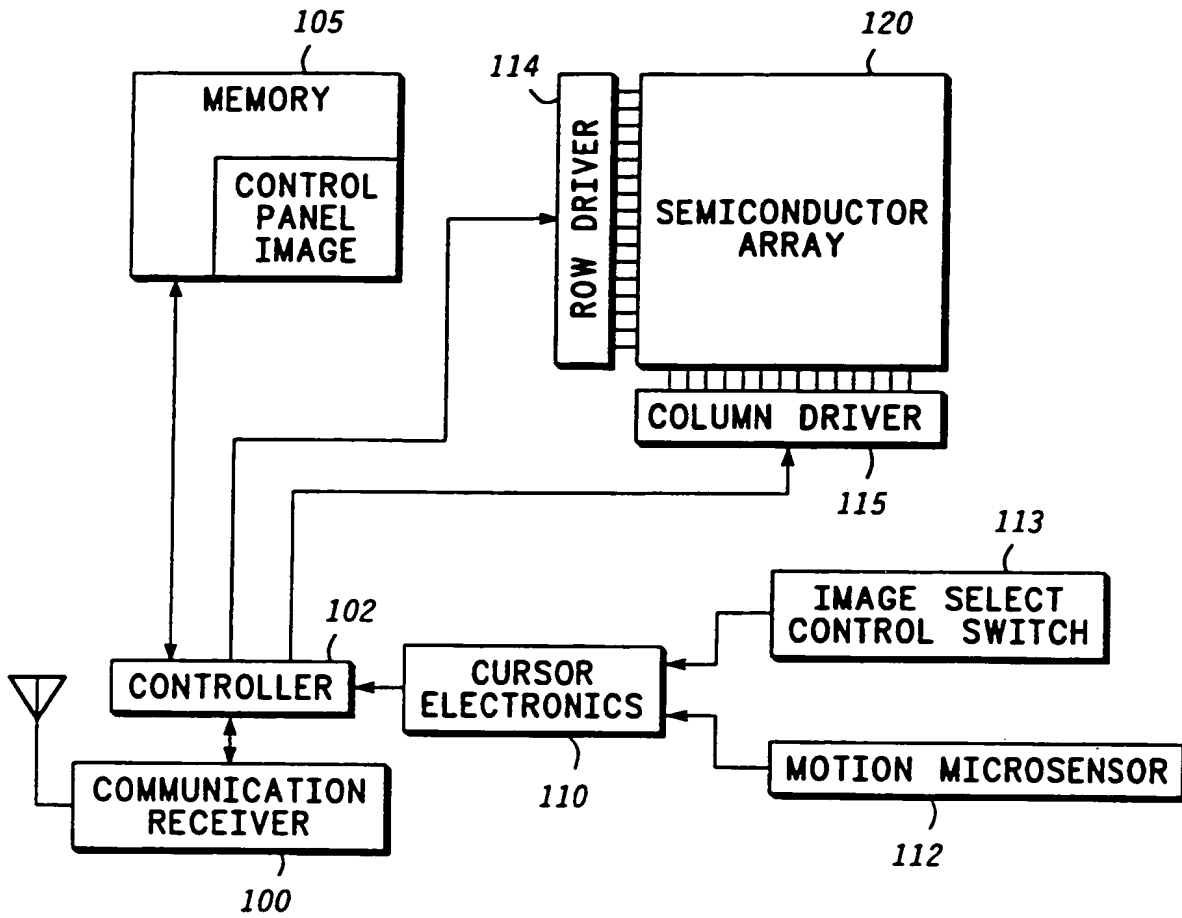 105
MEMORY
CONTROL
PANEL
IMAGE
114
ROW DRIVER
120
SEMICONDUCTOR
ARRAY
COLUMN DRIVER
115
113
IMAGE SELECT
CONTROL SWITCH
102
CONTROLLER
CURSOR
ELECTRONICS
110
MOTION MICROSENSOR
112
COMMUNICATION
RECEIVER
100